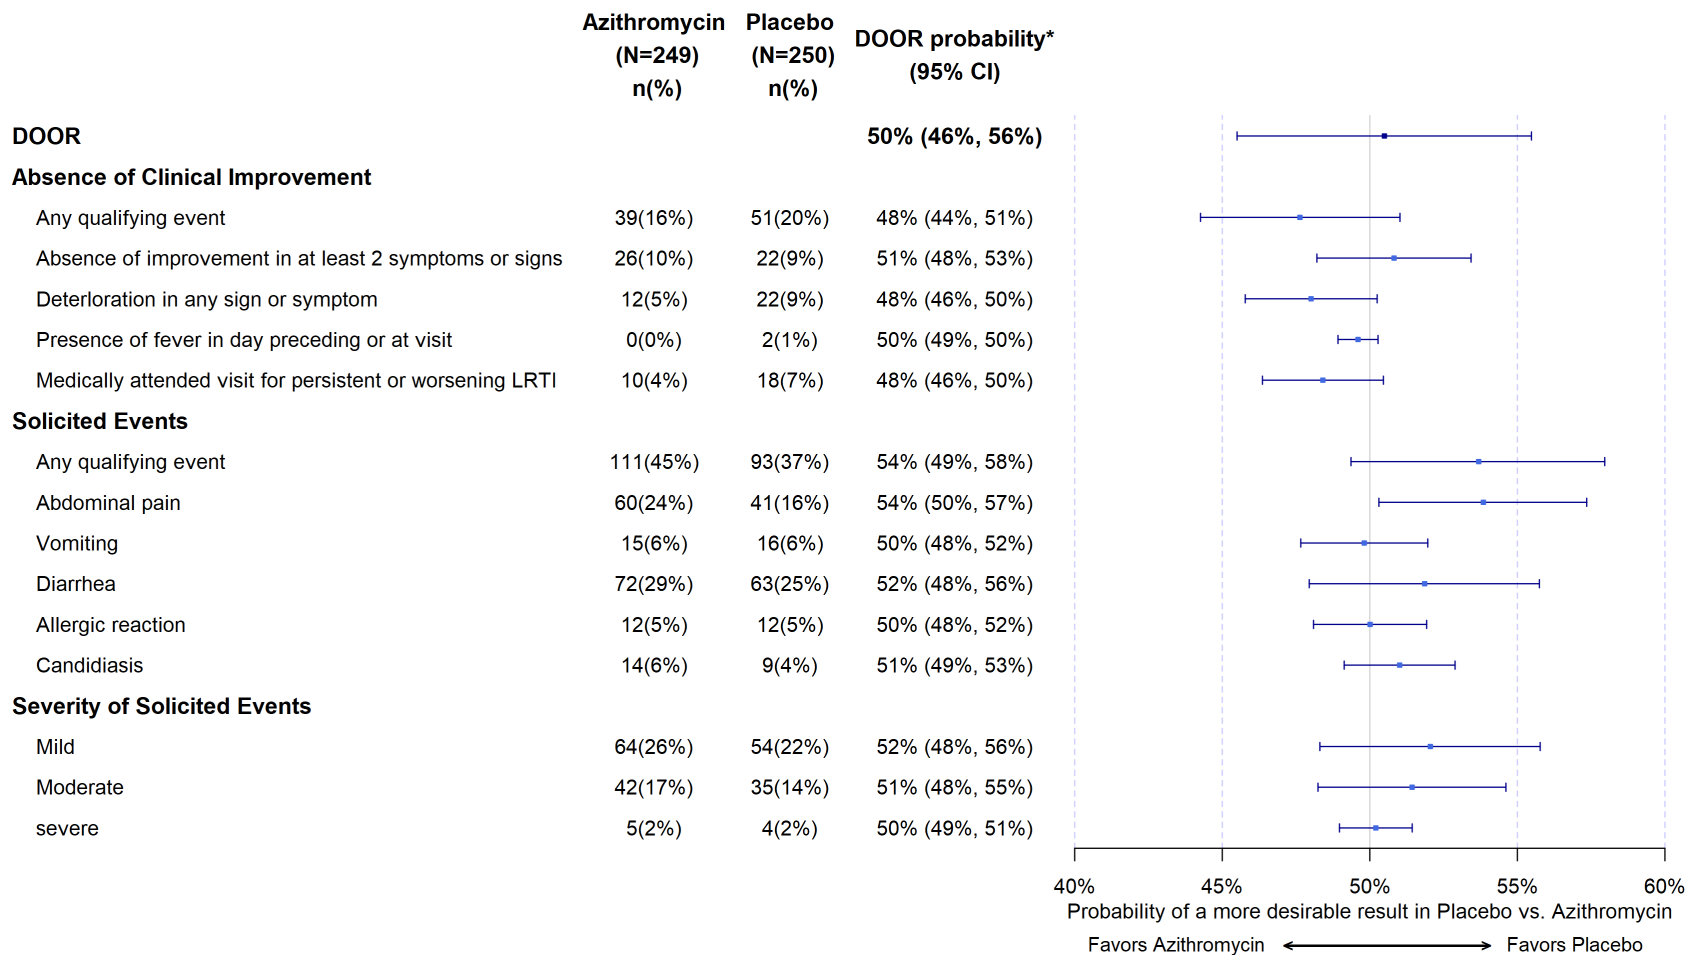 Azithromycin Placebo DOOR probability*
(N=249) (N=250) (95% CI)
n(%) n(%)
DOOR 50% (46%, 56%)
Absence of Clinical Improvement
Any qualifying event 39(16%) 51(20%) 48% (44%, 51%)
Absence of improvement in at least 2 symptoms or signs 26(10%) 22(9%) 51% (48%, 53%)
Deterloration in any sign or symptom 12(5%) 22(9%) 48% (46%, 50%)
Presence of fever in day preceding or at visit 0(0%) 2(1%) 50% (49%, 50%)
Medically attended visit for persistent or worsening LRTI 10(4%) 18(7%) 48% (46%, 50%)
Solicited Events
Any qualifying event 111(45%) 93(37%) 54% (49%, 58%)
Abdominal pain 60(24%) 41(16%) 54% (50%, 57%)
Vomiting 15(6%) 16(6%) 50% (48%, 52%)
Diarrhea 72(29%) 63(25%) 52% (48%, 56%)
Allergic reaction 12(5%) 12(5%) 50% (48%, 52%)
Candidiasis 14(6%) 9(4%) 51% (49%, 53%)
Severity of Solicited Events
Mild 64(26%) 54(22%) 52% (48%, 56%)
Moderate 42(17%) 35(14%) 51% (48%, 55%)
severe 5(2%) 4(2%) 50% (49%, 51%)
40% 45% 50% 55% 60%
Probability of a more desirable result in Placebo vs. Azithromycin
Favors Azithromycin Favors Placebo